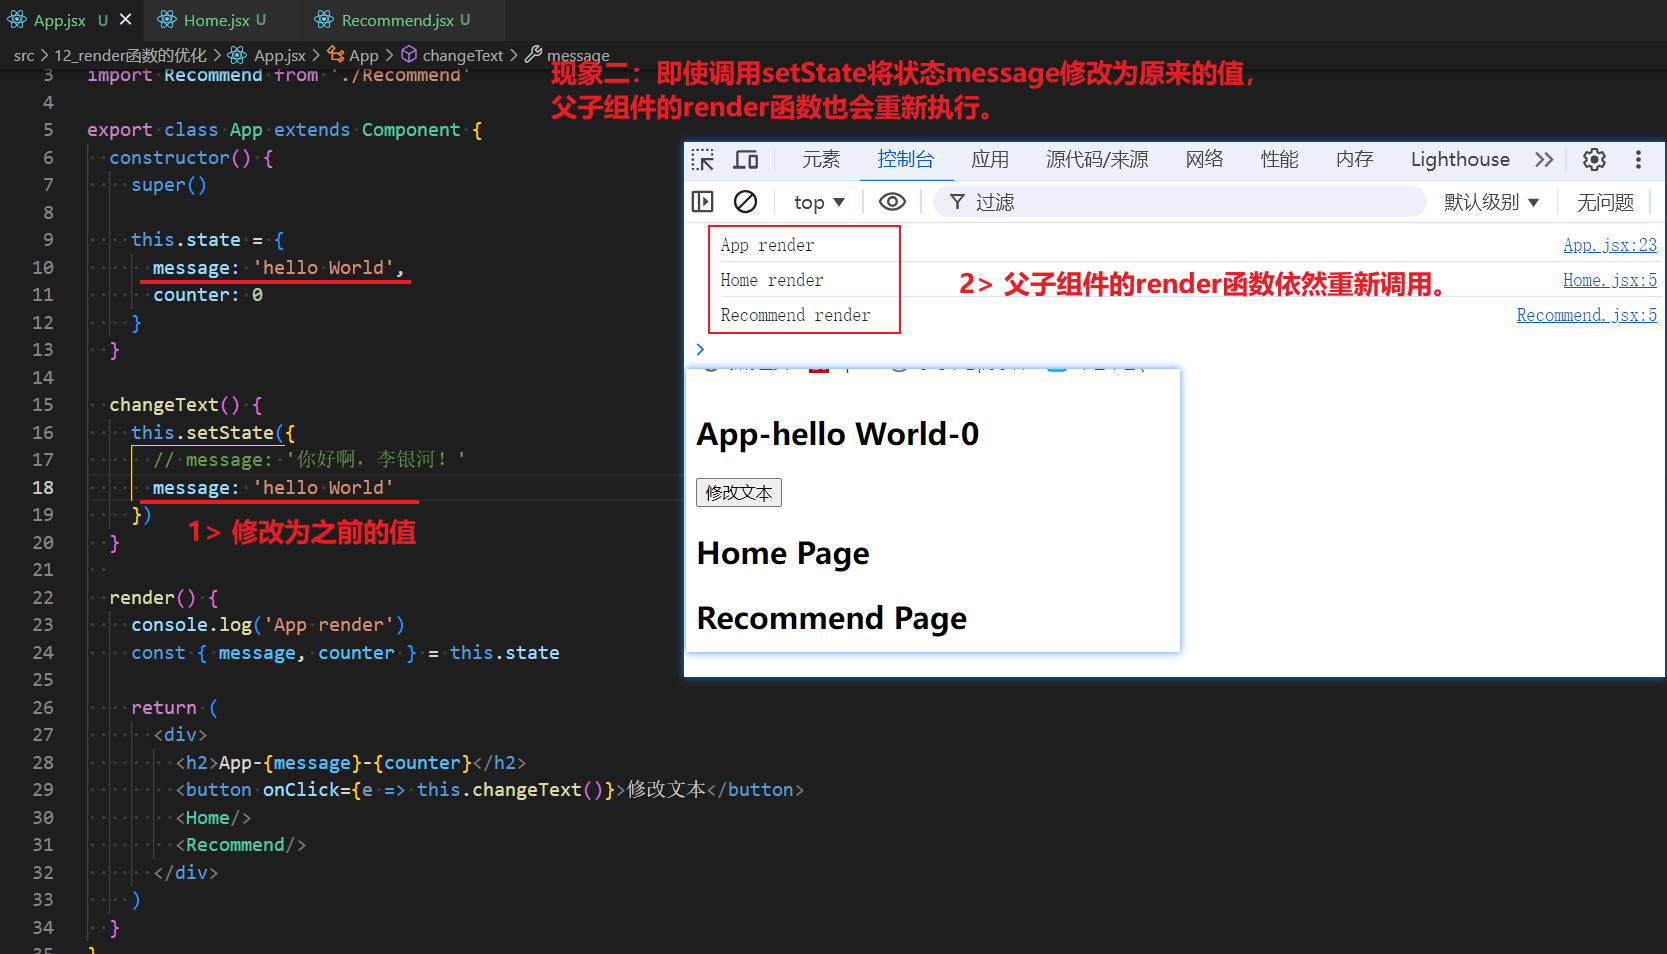 App.jsx U ×
Home.jsx U
Recommend.jsx U
src > 12_render函数的优化 > App.jsx > App > changeText > message
现象二：即使调用setState将状态message修改为原来的值，
父子组件的render函数也会重新执行。
3 import Recommend from './Recommend'
4
5 export class App extends Component {
6 constructor() {
7 super()
8
9 this.state = {
10 message: 'hello World',
11 counter: 0
12 }
13 }
14
15 changeText() {
16 this.setState({
17 // message: '你好啊，李银河！'
18 message: 'hello World'
19 })
1> 修改为之前的值
20 }
21
22 render() {
23 console.log('App render')
24 const { message, counter } = this.state
25
26 return (
27 <div>
28 <h2>App-{message}-{counter}</h2>
29 <button onClick={e => this.changeText()}>修改文本</button>
30 <Home/>
31 <Recommend/>
32 </div>
33 )
34 }
35 }
元素 控制台 应用 源代码/来源 网络 性能 内存 Lighthouse
top ▼ 过滤 默认级别 ▼ 无问题
App render App.jsx:23
Home render Home.jsx:5
2> 父子组件的render函数依然重新调用。
Recommend render Recommend.jsx:5
>
App-hello World-0
修改文本
Home Page
Recommend Page